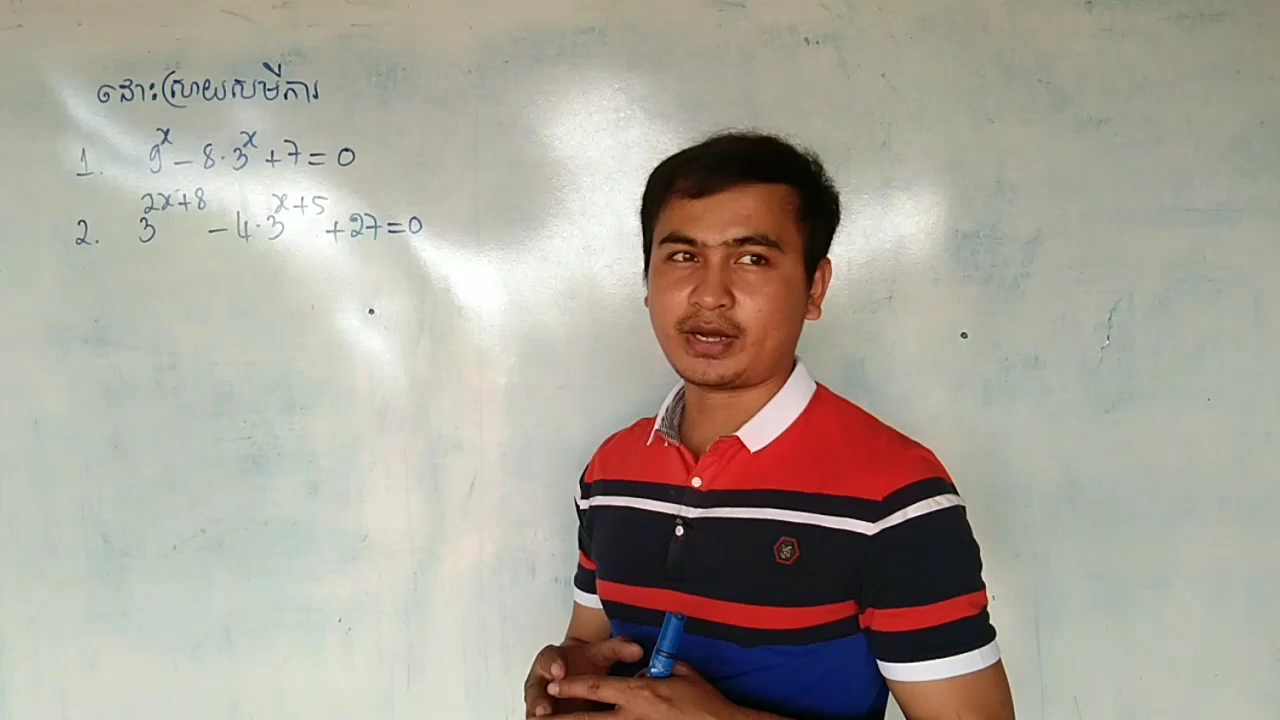 ដោះស្រាយសមីការ
1. 9^x - 8·3^x + 7 = 0
2. 3^{2x+8} - 4·3^{x+5} + 27 = 0